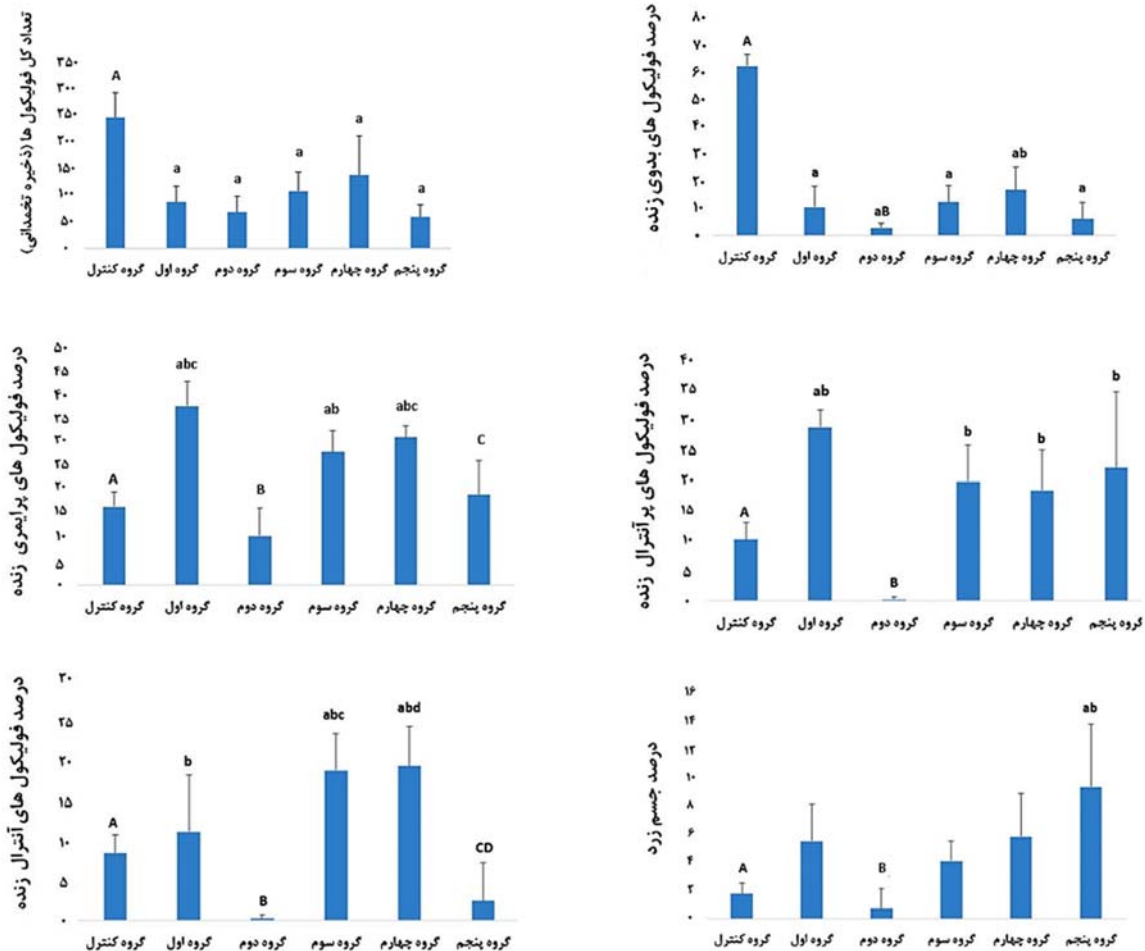 تعداد کل فولیکول ها (ذخیره تخمدانی)
۳۵۰
۳۰۰
۲۵۰
۲۰۰
۱۵۰
۱۰۰
۵۰
۰
A
a
a
a
a
a
گروه کنترل گروه اول گروه دوم گروه سوم گروه چهارم گروه پنجم
درصد فولیکول های بدوی زنده
۸۰
۷۰
۶۰
۵۰
۴۰
۳۰
۲۰
۱۰
۰
A
a
aB
a
ab
a
گروه کنترل گروه اول گروه دوم گروه سوم گروه چهارم گروه پنجم
درصد فولیکول های پرایمری زنده
۵۰
۴۵
۴۰
۳۵
۳۰
۲۵
۲۰
۱۵
۱۰
۵
۰
A
abc
B
ab
abc
C
گروه کنترل گروه اول گروه دوم گروه سوم گروه چهارم گروه پنجم
درصد فولیکول های پرآنترال زنده
۴۰
۳۵
۳۰
۲۵
۲۰
۱۵
۱۰
۵
۰
A
ab
B
b
b
b
گروه کنترل گروه اول گروه دوم گروه سوم گروه چهارم گروه پنجم
درصد فولیکول های آنترال زنده
۳۰
۲۵
۲۰
۱۵
۱۰
۵
۰
A
b
B
abc
abd
CD
گروه کنترل گروه اول گروه دوم گروه سوم گروه چهارم گروه پنجم
درصد جسم زرد
۱۶
۱۴
۱۲
۱۰
۸
۶
۴
۲
۰
A
B
ab
گروه کنترل گروه اول گروه دوم گروه سوم گروه چهارم گروه پنجم